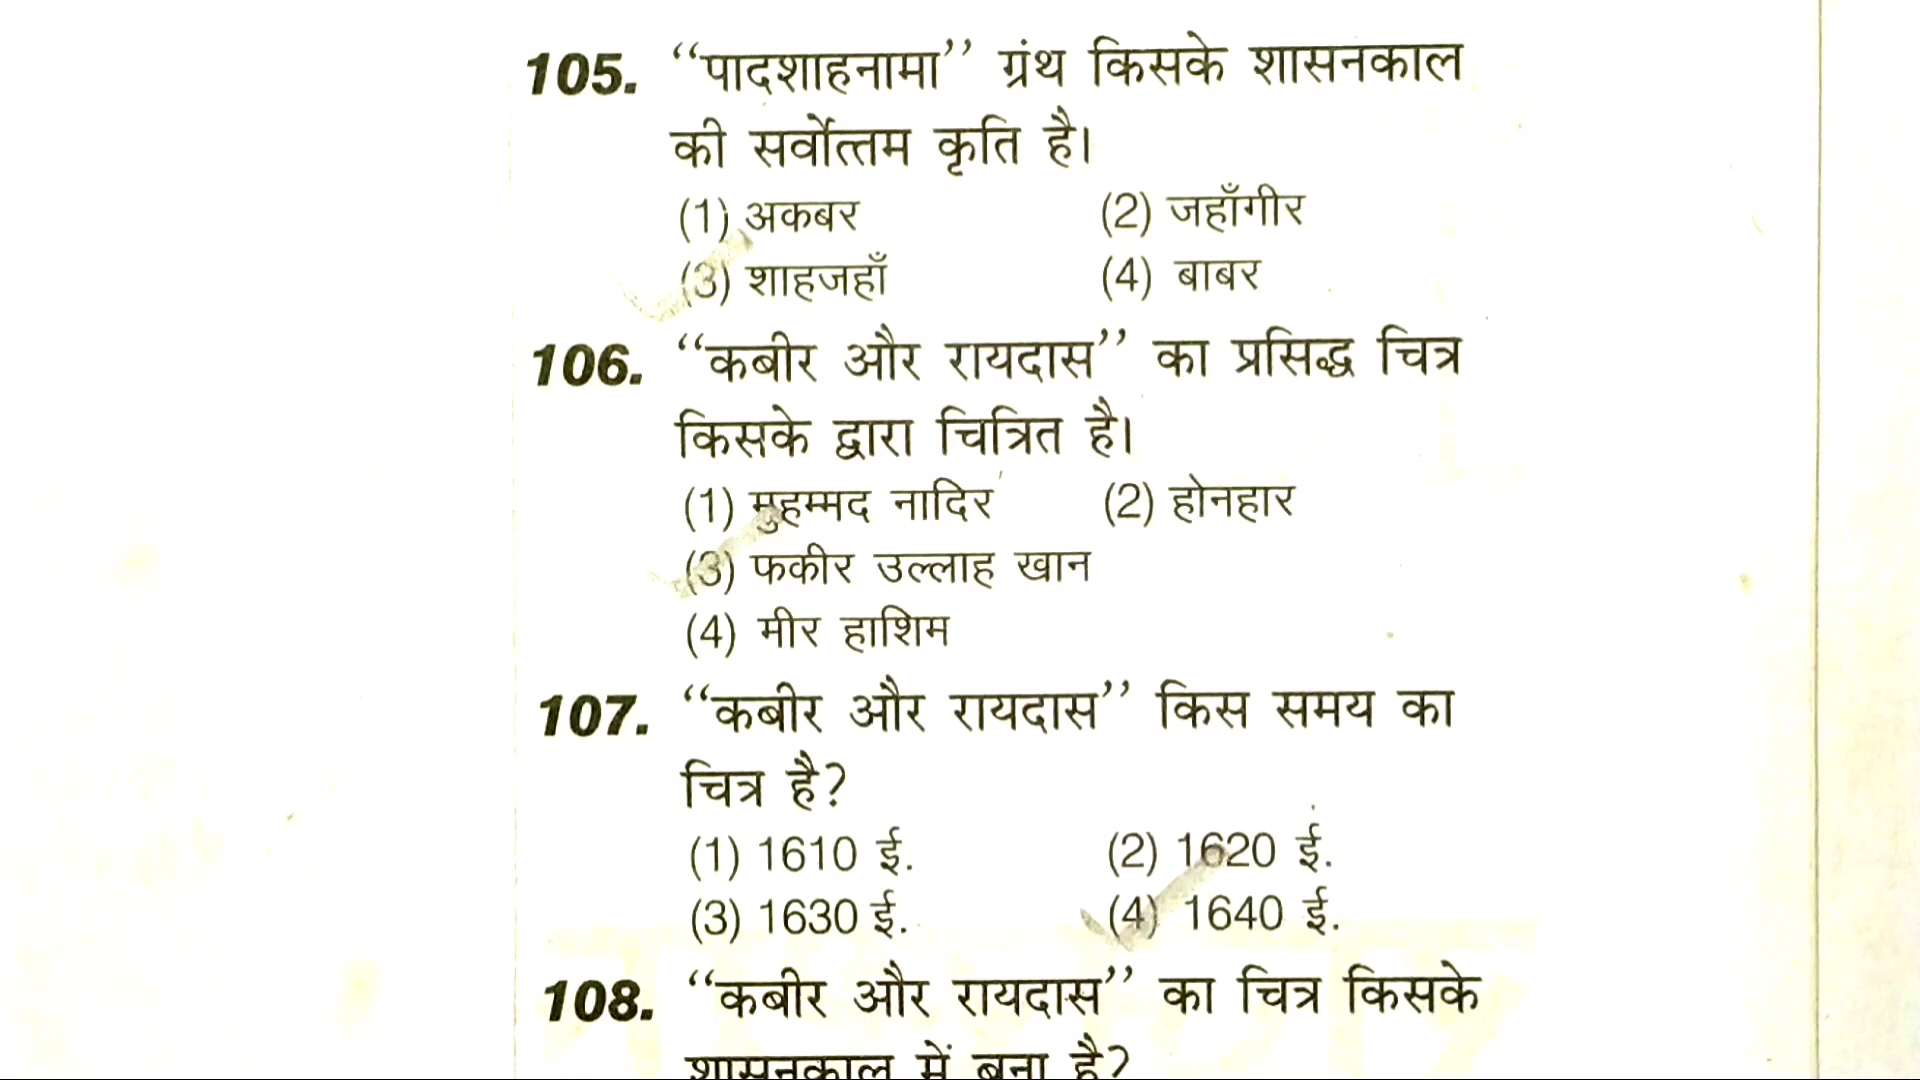 105. ‘‘पादशाहनामा’’ ग्रंथ किसके शासनकाल
की सर्वोत्तम कृति है।
(1) अकबर (2) जहाँगीर
(3) शाहजहाँ (4) बाबर
106. ‘‘कबीर और रायदास’’ का प्रसिद्ध चित्र
किसके द्वारा चित्रित है।
(1) मुहम्मद नादिर (2) होनहार
(3) फकीर उल्लाह खान
(4) मीर हाशिम
107. ‘‘कबीर और रायदास’’ किस समय का
चित्र है?
(1) 1610 ई. (2) 1620 ई.
(3) 1630 ई. (4) 1640 ई.
108. ‘‘कबीर और रायदास’’ का चित्र किसके
शासनकाल में बना है?